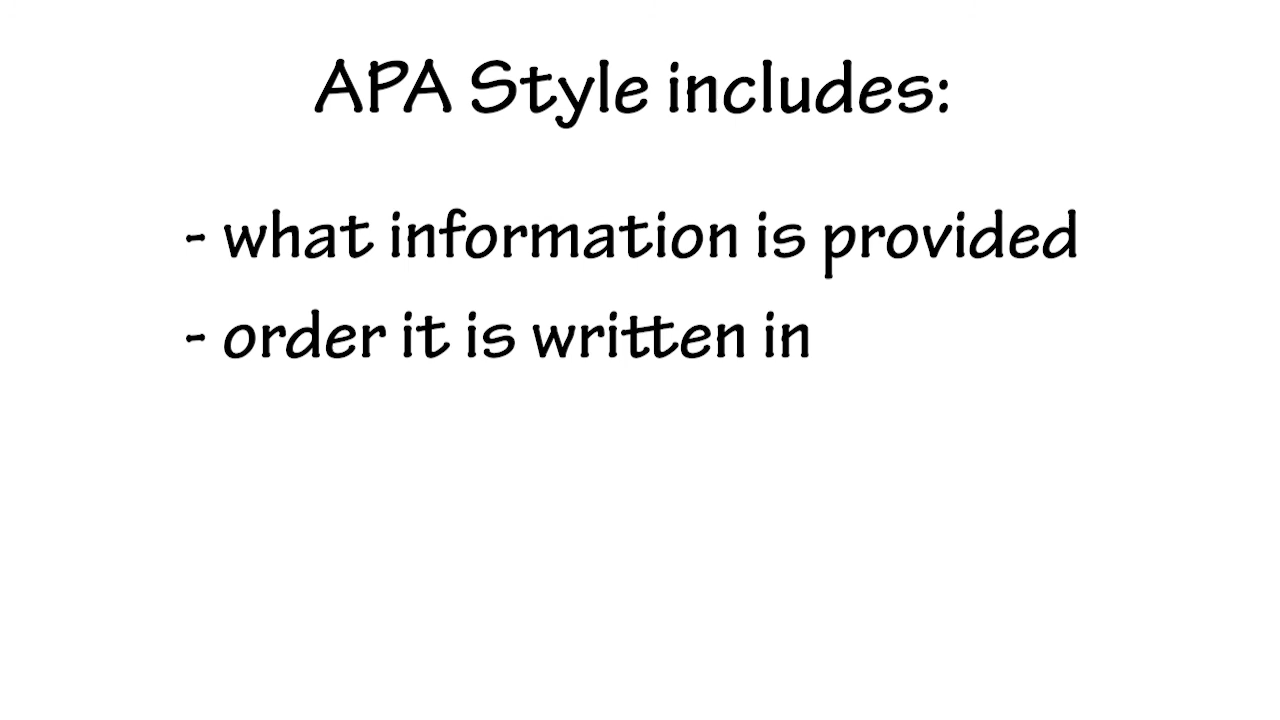 APA Style includes:
- what information is provided
- order it is written in